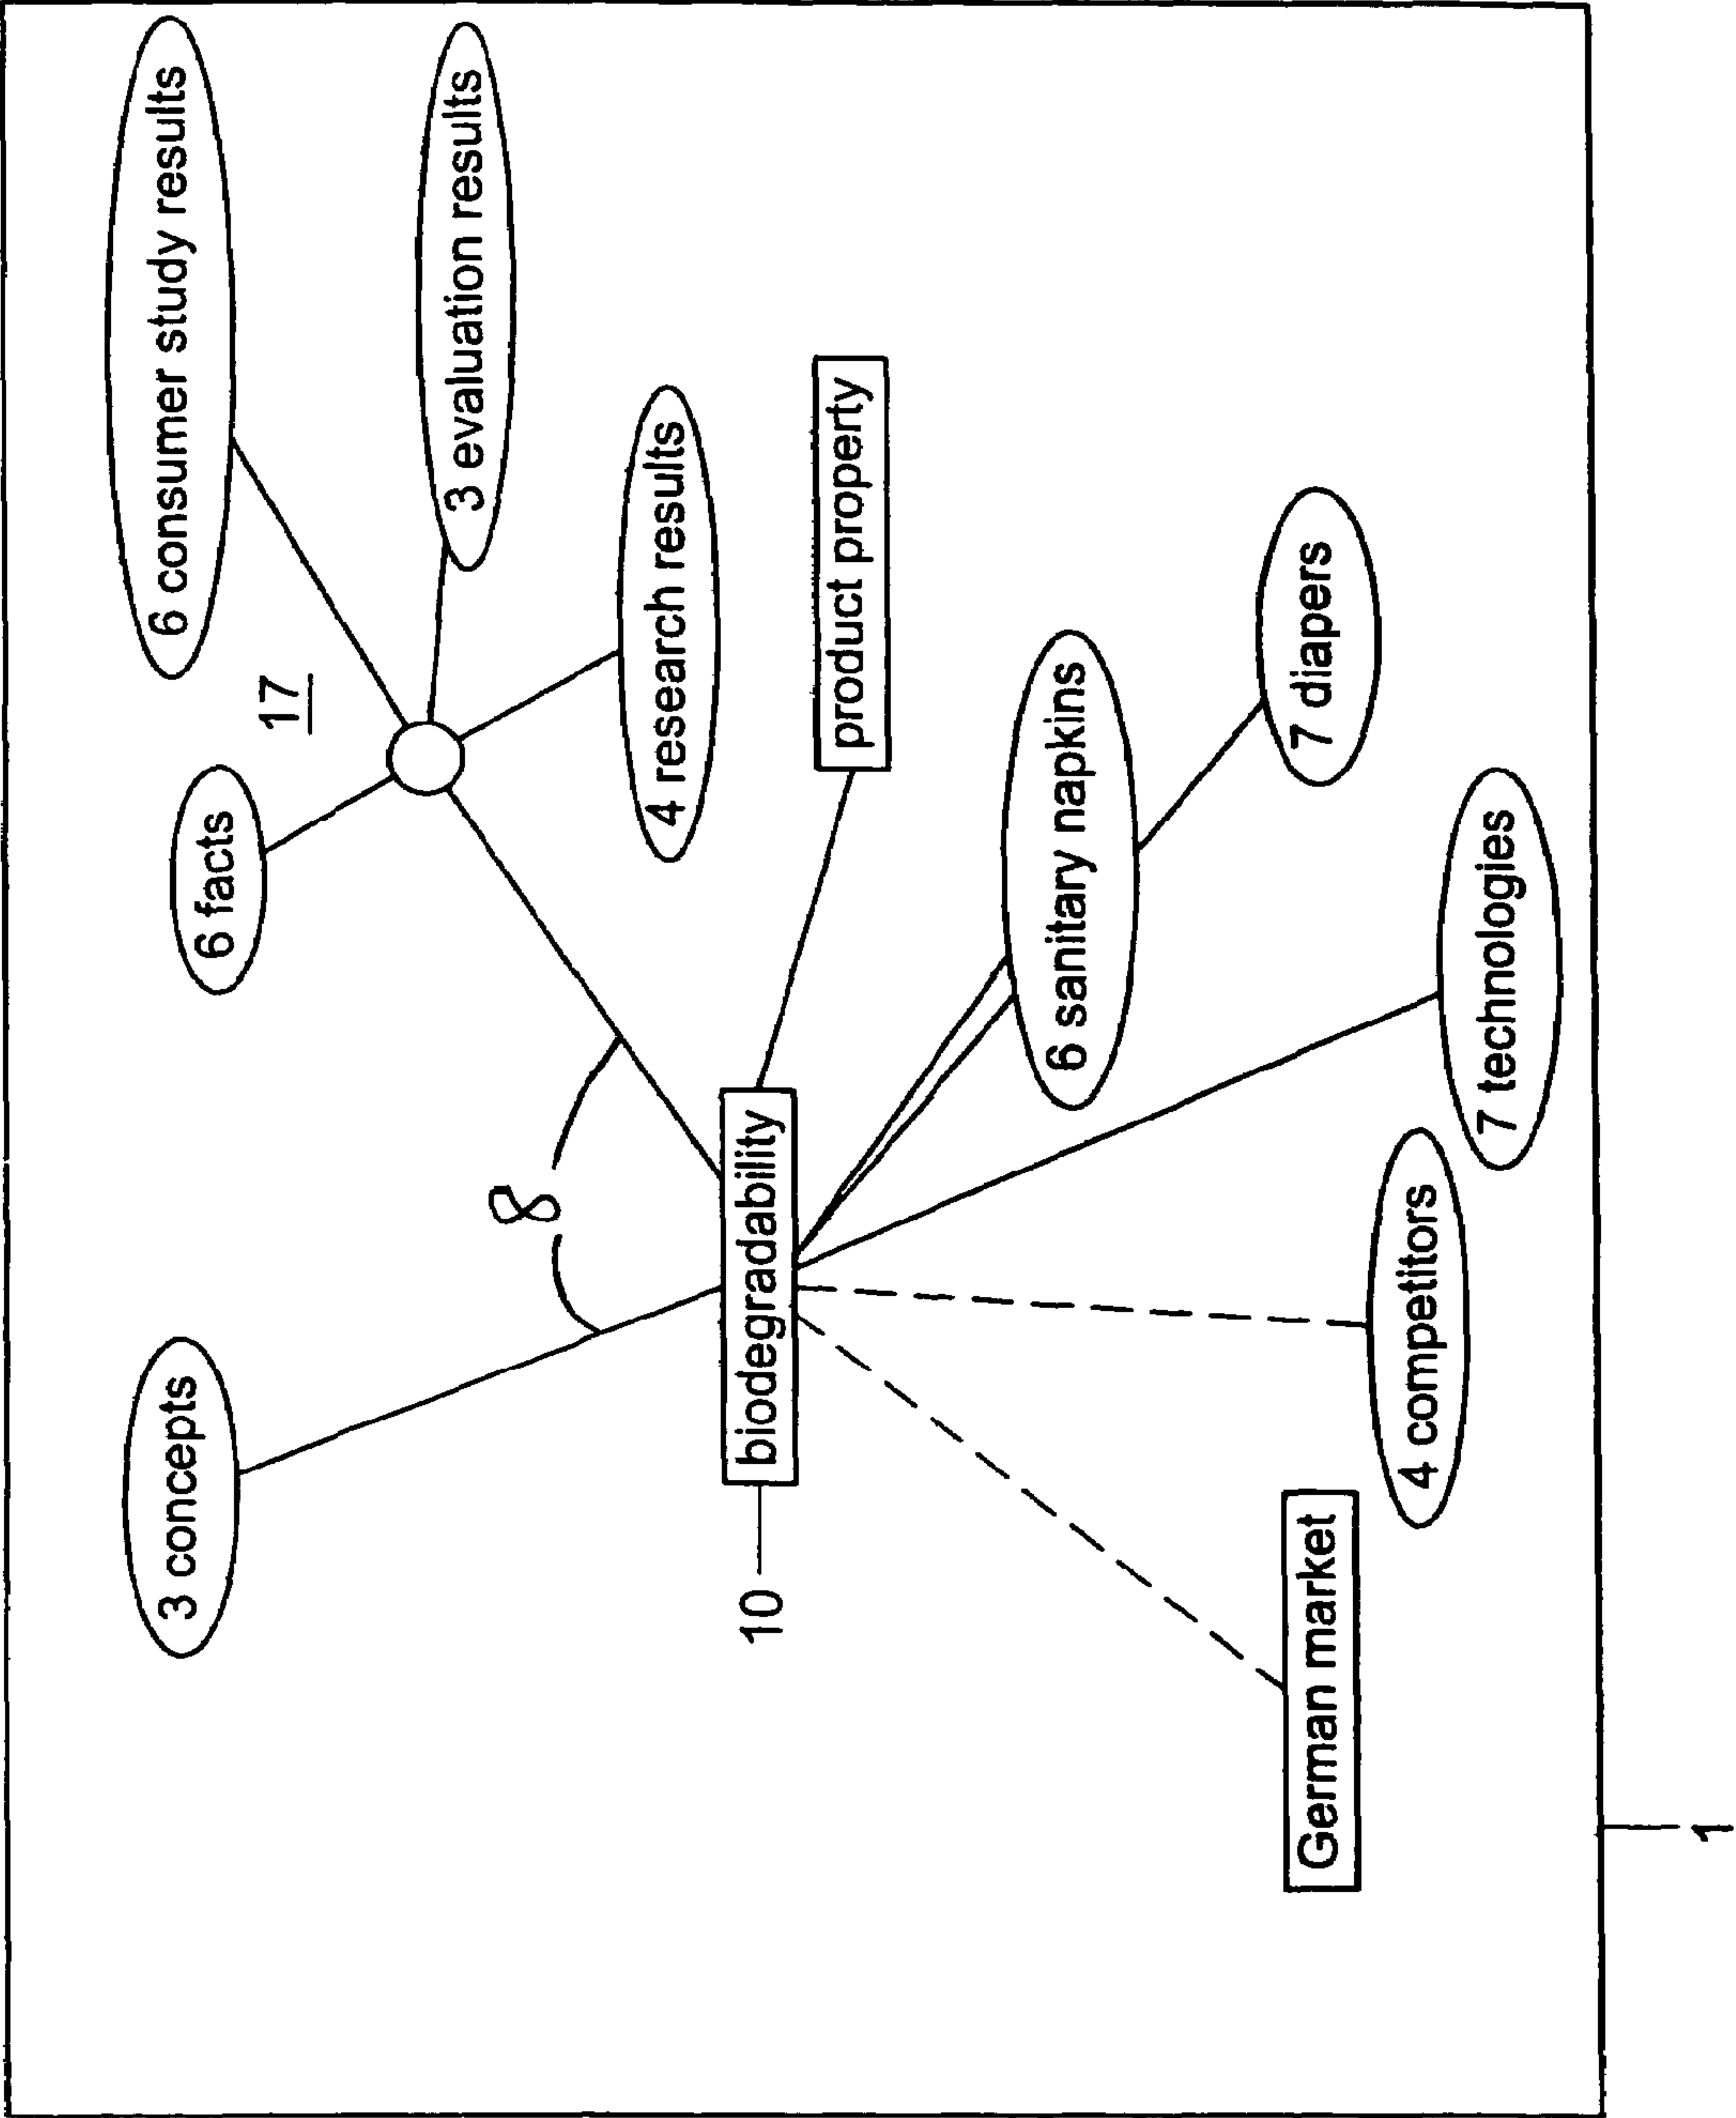 3 concepts
6 facts
6 consumer study results
17
3 evaluation results
8
4 research results
10
biodegradability
product property
6 sanitary napkins
German market
7 diapers
4 competitors
7 technologies
1